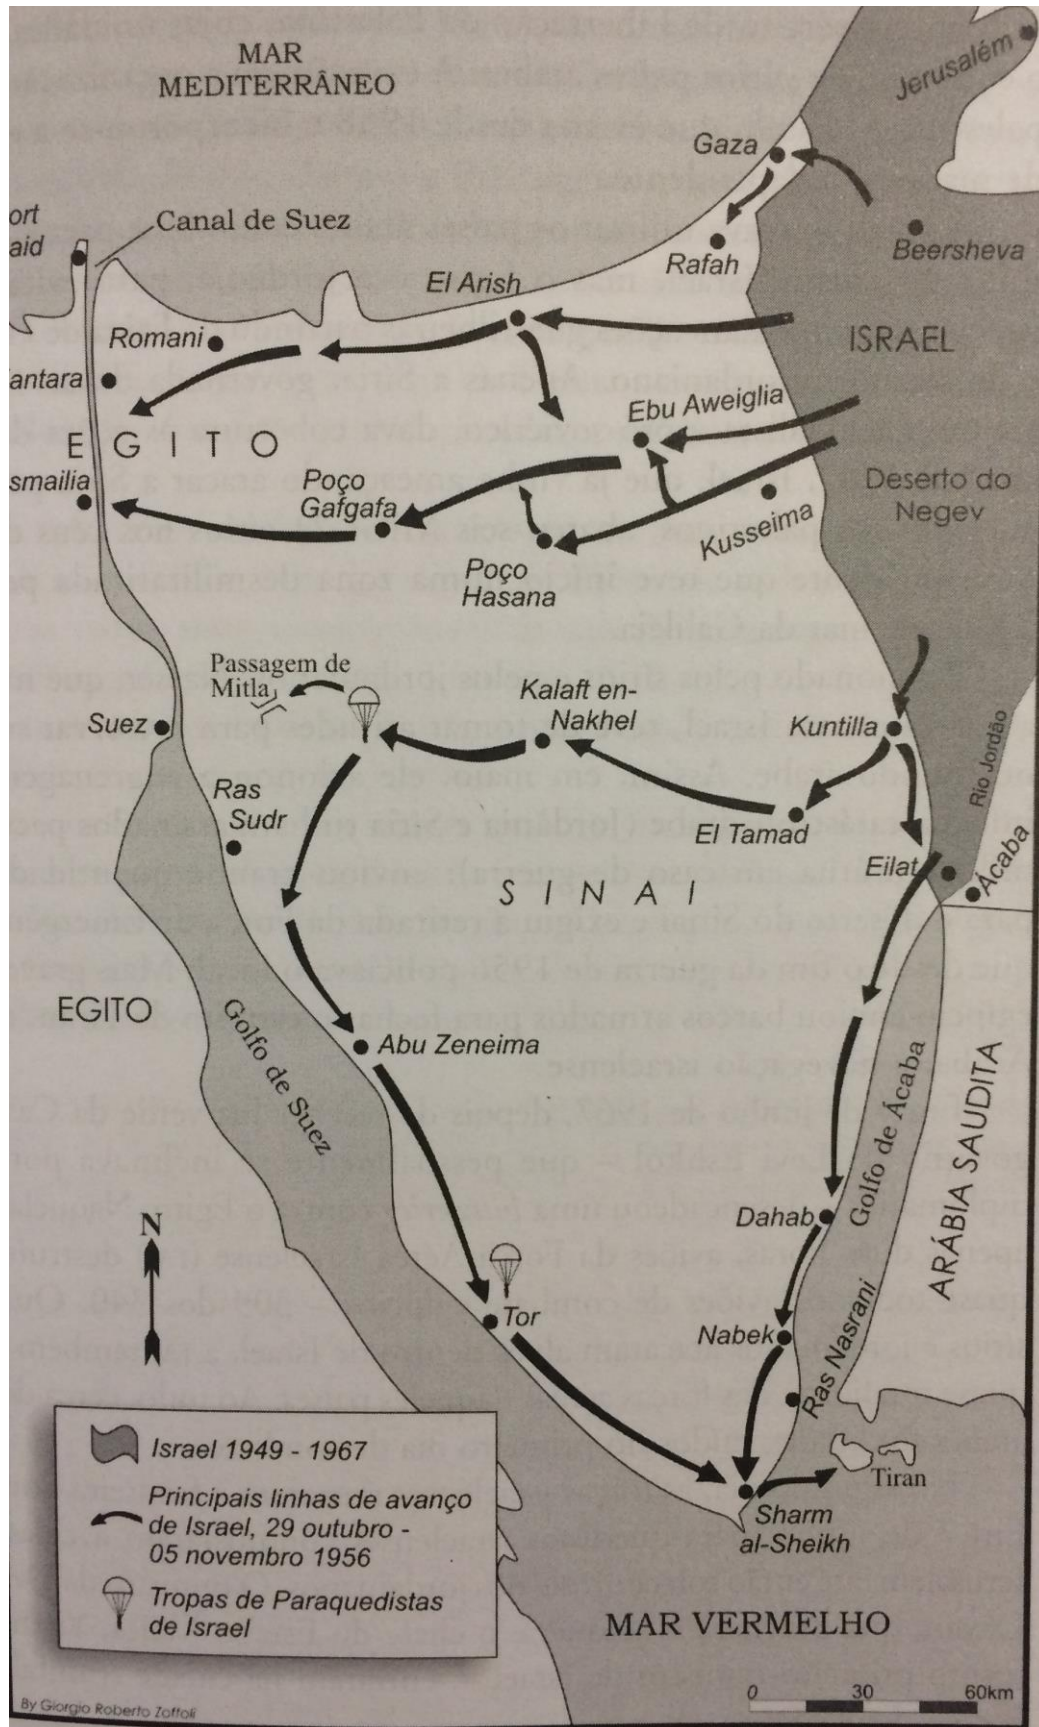 MAR
MEDITERRÂNEO
Jerusalém
Gaza
ort
aid
Canal de Suez
Rafah
Beersheva
El Arish
Romani
ISRAEL
antara
Ebu Aweiglia
E G I T O
smailia
Poço
Gafgafa
Deserto do
Negev
Kusseima
Poço
Hasana
Passagem de
Mitla
Kalaft en-
Nakhel
Suez
Kuntilla
Rio Jordão
Ras
Sudr
El Tamad
Eilat
Ácaba
S I N A I
EGITO
Golfo de Suez
Abu Zeneima
Golfo de Ácaba
ARÁBIA SAUDITA
Dahab
N
Tor
Nabek
Ras Nasrani
Tiran
Sharm
al-Sheikh
Israel 1949 - 1967
Principais linhas de avanço
de Israel, 29 outubro -
05 novembro 1956
Tropas de Paraquedistas
de Israel
MAR VERMELHO
0 30 60km
By Giorgio Roberto Zoffoli